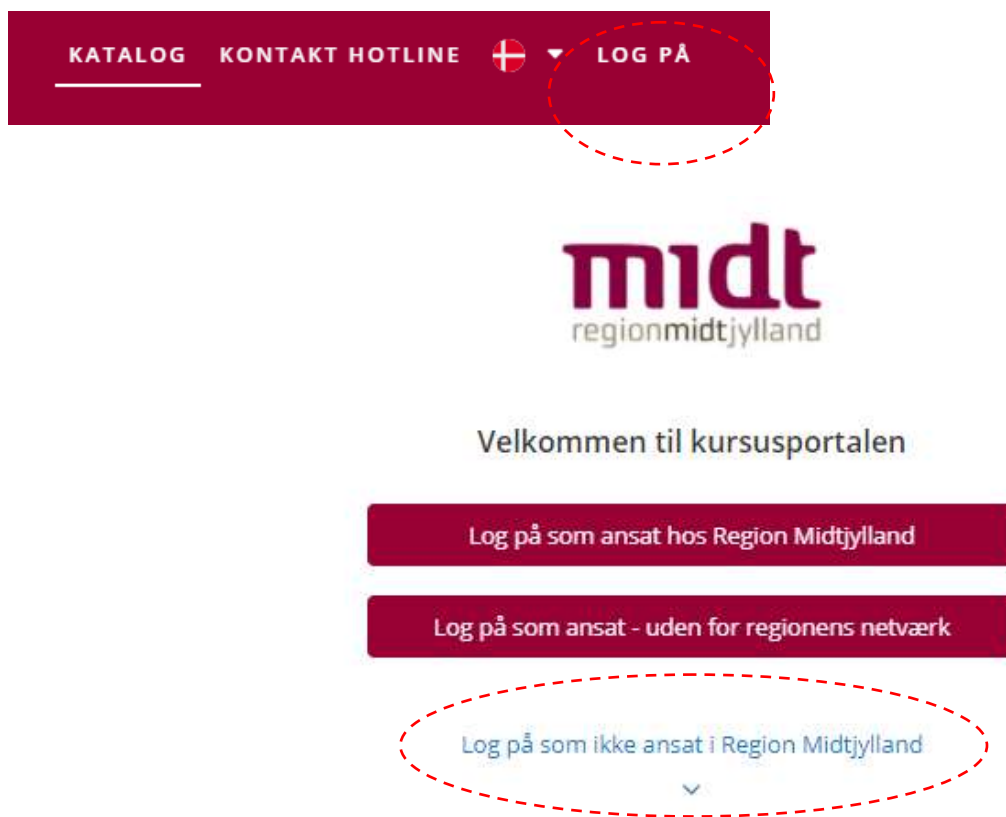 KATALOG KONTAKT HOTLINE LOG PÅ
midt
regionmidtjylland
Velkommen til kursusportalen
Log på som ansat hos Region Midtjylland
Log på som ansat - uden for regionens netværk
Log på som ikke ansat i Region Midtjylland